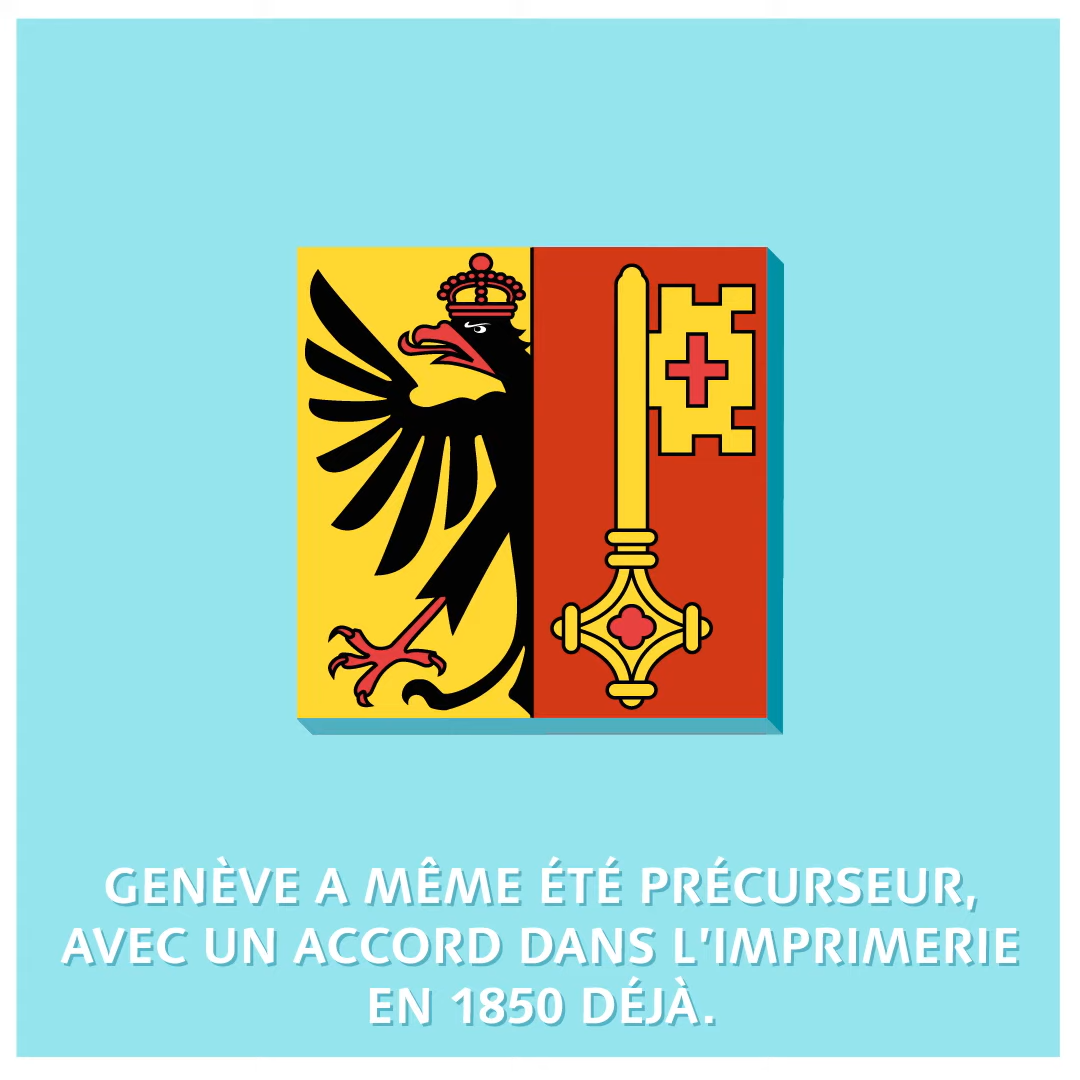 GENÈVE A MÊME ÉTÉ PRÉCURSEUR,
AVEC UN ACCORD DANS L'IMPRIMERIE
EN 1850 DÉJÀ.